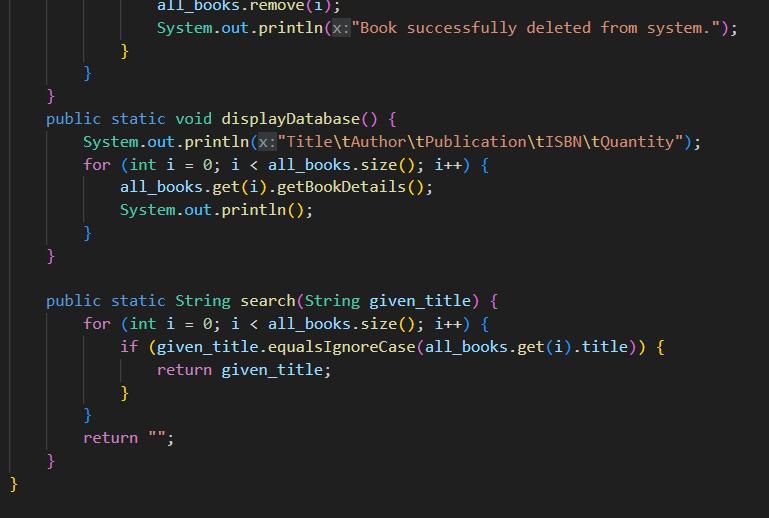 all_books.remove(i);
System.out.println(x:"Book successfully deleted from system.");
}
}
}
public static void displayDatabase() {
System.out.println(x:"Title\tAuthor\tPublication\tISBN\tQuantity");
for (int i = 0; i < all_books.size(); i++) {
all_books.get(i).getBookDetails();
System.out.println();
}
}
public static String search(String given_title) {
for (int i = 0; i < all_books.size(); i++) {
if (given_title.equalsIgnoreCase(all_books.get(i).title)) {
return given_title;
}
}
return "";
}
}